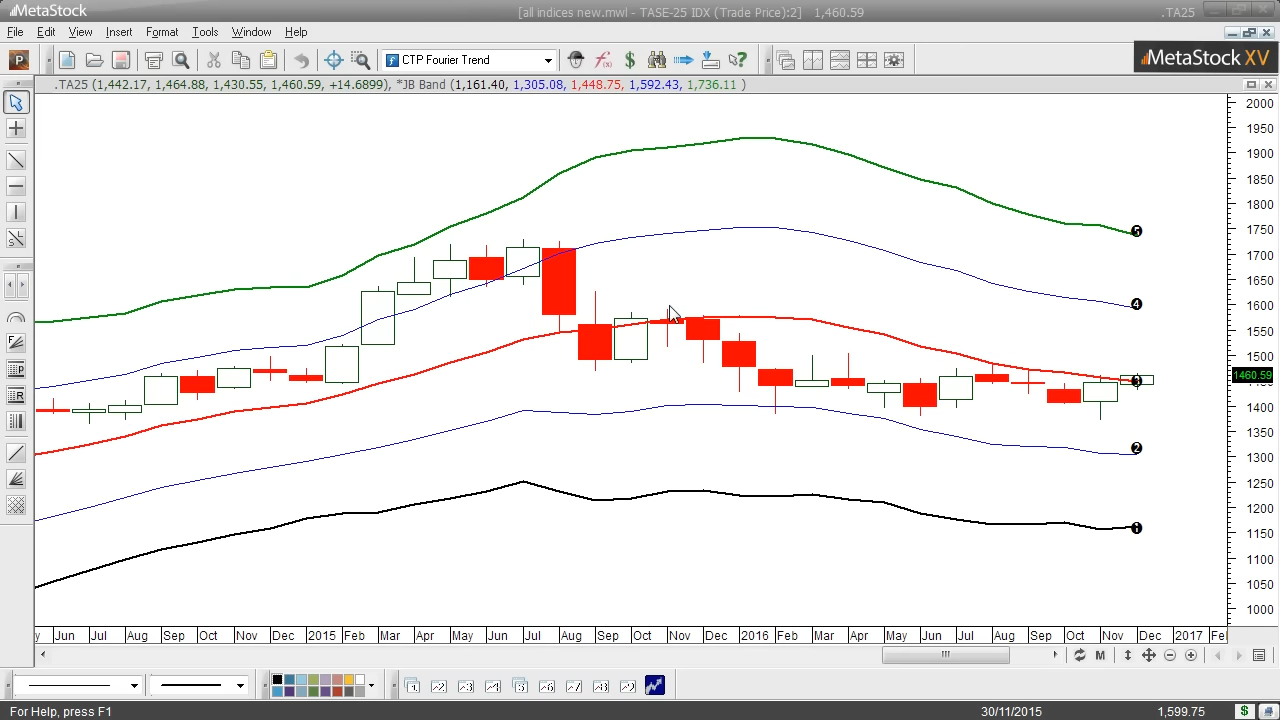 MetaStock
[all indices new.mwl - TASE-25 IDX (Trade Price):2] 1,460.59
.TA25
File Edit View Insert Format Tools Window Help
CTP Fourier Trend
MetaStock XV
.TA25 (1,442.17, 1,464.88, 1,430.55, 1,460.59, +14.6899), *JB Band (1,161.40, 1,305.08, 1,448.75, 1,592.43, 1,736.11 )
2000
1950
1900
1850
1800
1750
1700
1650
1600
1550
1500
1460.59
1400
1350
1300
1250
1200
1150
1100
1050
1000
5
4
3
2
1
y Jun Jul Aug Sep Oct Nov Dec 2015 Feb Mar Apr May Jun Jul Aug Sep Oct Nov Dec 2016 Feb Mar Apr May Jun Jul Aug Sep Oct Nov Dec 2017 Fel
M
For Help, press F1
30/11/2015
1,599.75